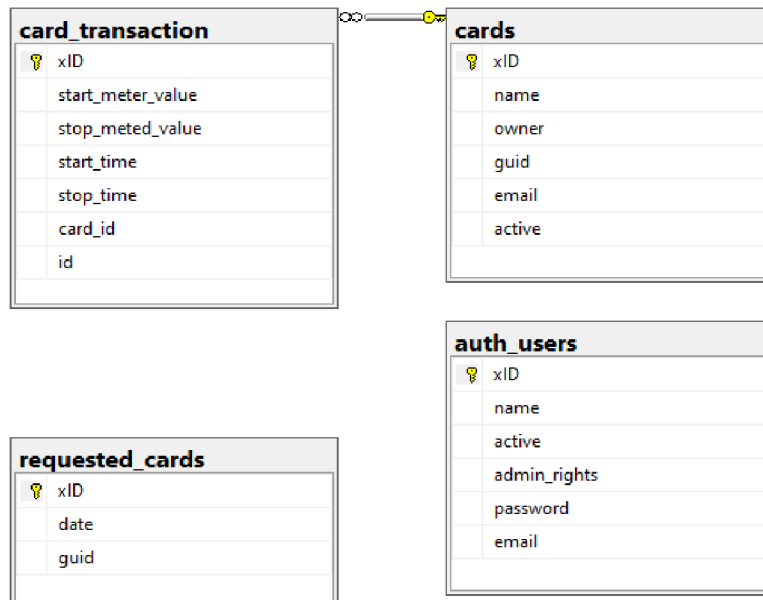 card_transaction
xID
start_meter_value
stop_meted_value
start_time
stop_time
card_id
id
cards
xID
name
owner
guid
email
active
auth_users
xID
name
active
admin_rights
password
email
requested_cards
xID
date
guid